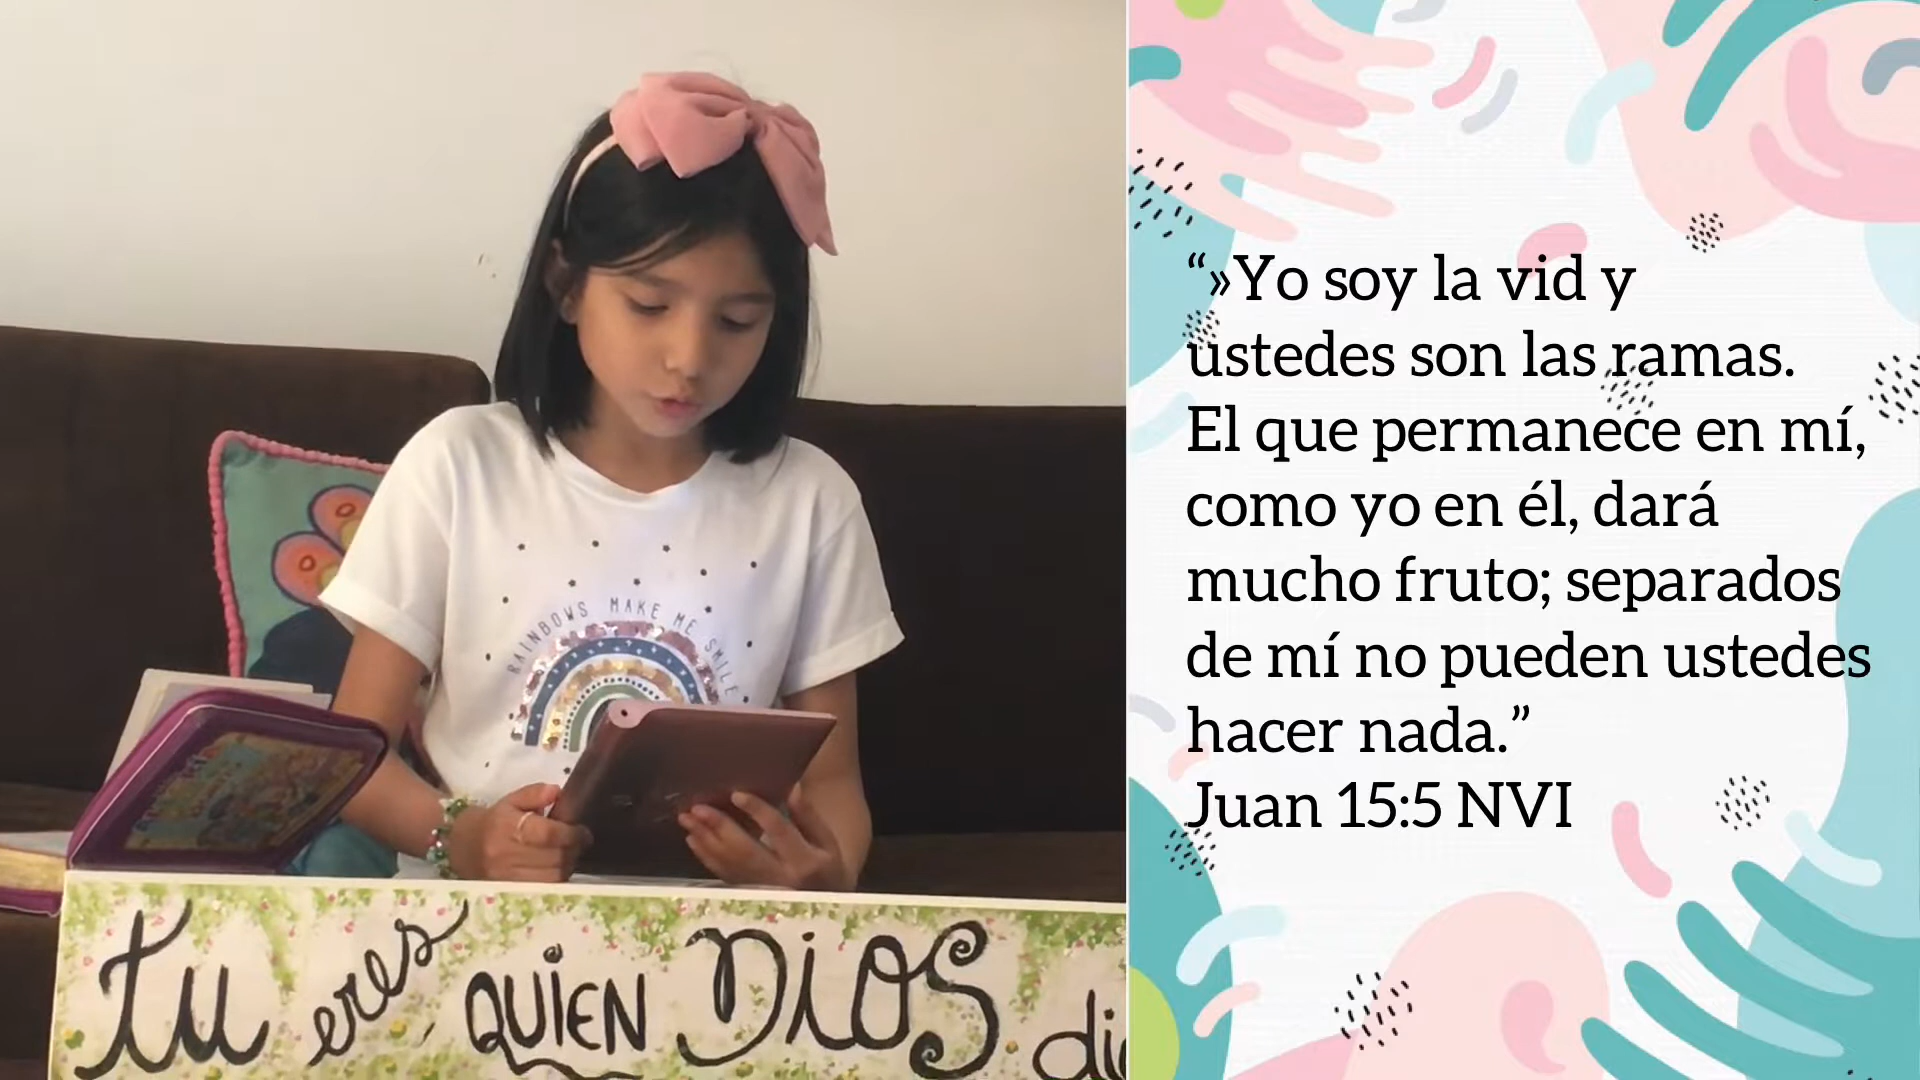 RAINBOWS MAKE ME SMILE
tu eres QUIEN DIOS
“»Yo soy la vid y
ustedes son las ramas.
El que permanece en mí,
como yo en él, dará
mucho fruto; separados
de mí no pueden ustedes
hacer nada.”
Juan 15:5 NVI